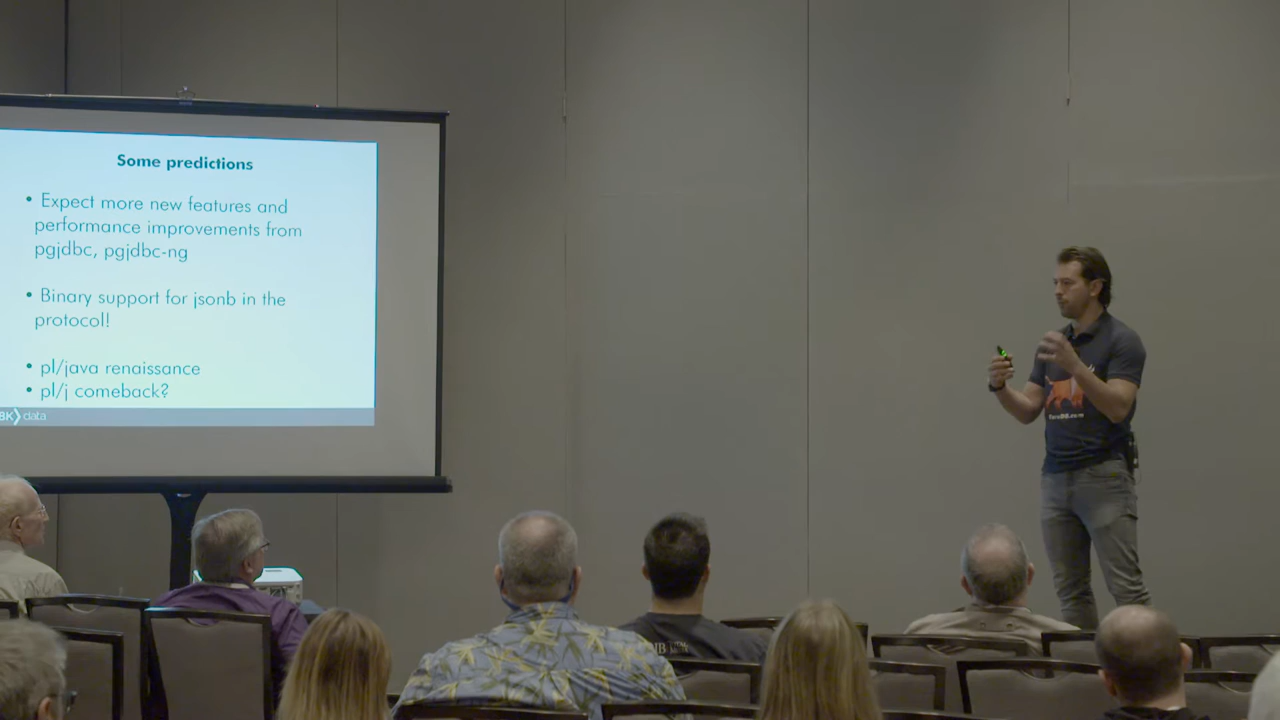 Some predictions
• Expect more new features and
performance improvements from
pgjdbc, pgjdbc-ng
• Binary support for jsonb in the
protocol!
• pl/java renaissance
• pl/j comeback?
8K data